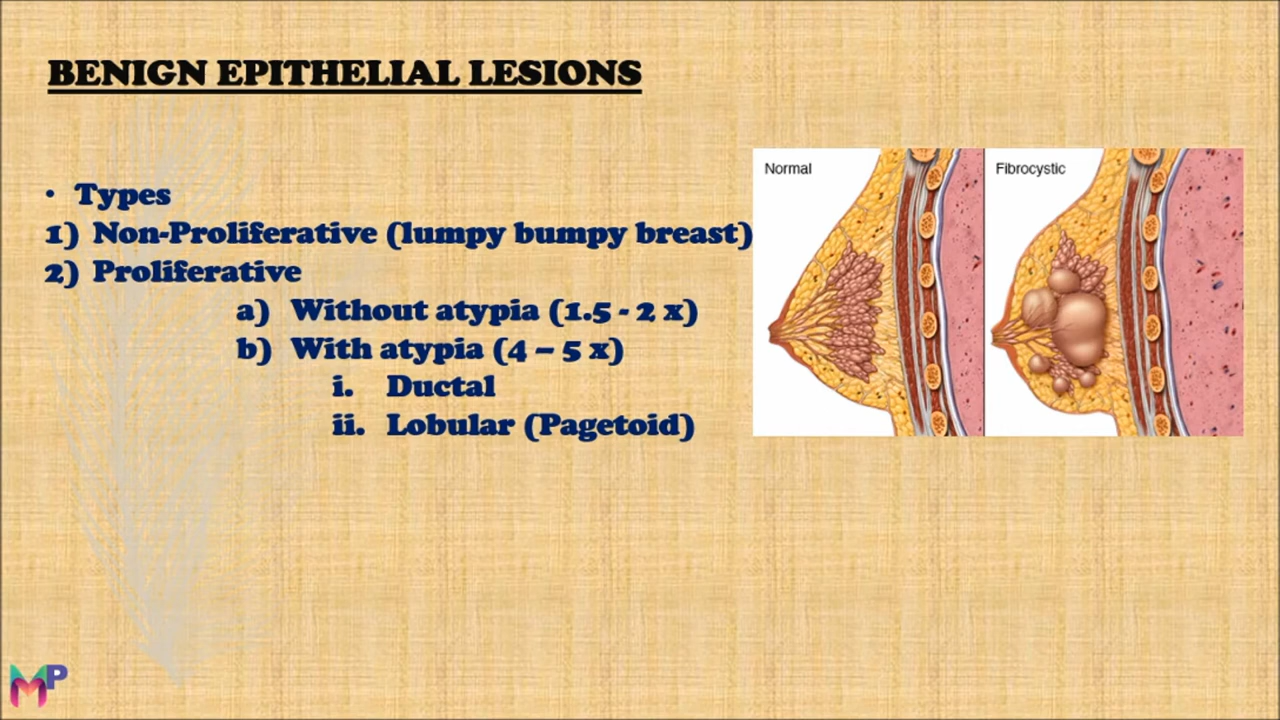 BENIGN EPITHELIAL LESIONS
• Types
1) Non-Proliferative (lumpy bumpy breast)
2) Proliferative
a) Without atypia (1.5 - 2 x)
b) With atypia (4 – 5 x)
i. Ductal
ii. Lobular (Pagetoid)
Normal
Fibrocystic
MP